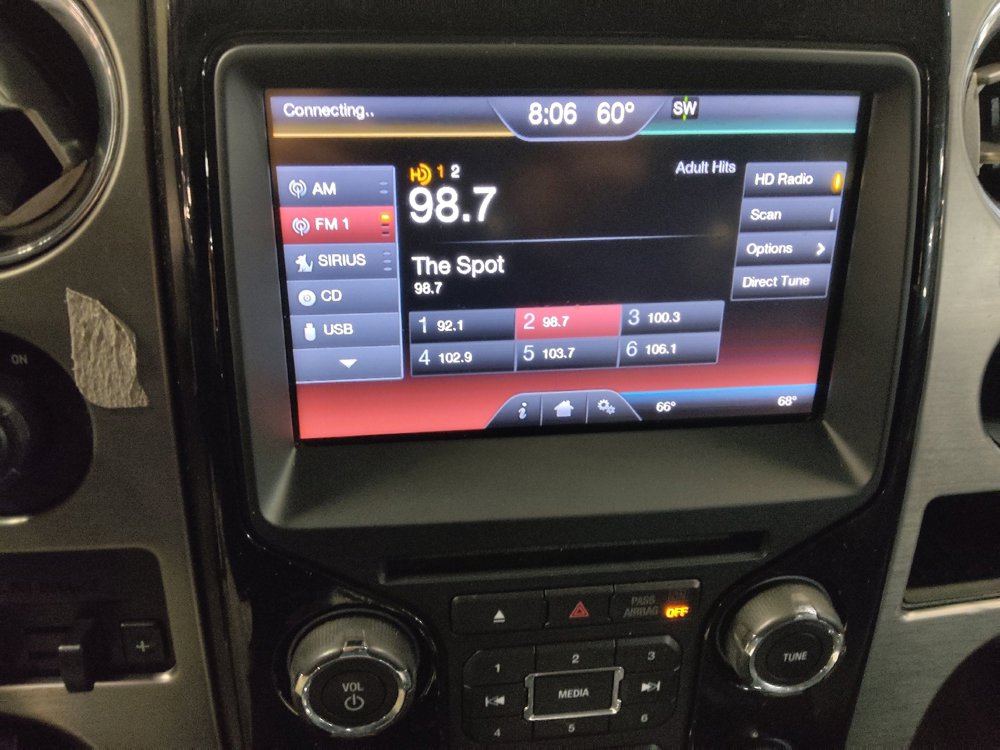 Connecting..
8:06 60° SW
AM
FM 1
SIRIUS
CD
USB
HD 1 2
98.7
Adult Hits
The Spot
98.7
1 92.1
2 98.7
3 100.3
4 102.9
5 103.7
6 106.1
HD Radio
Scan
Options
Direct Tune
i
66°
68°
ON
PASS
AIRBAG
OFF
VOL
TUNE
1
2
3
MEDIA
4
5
6
+